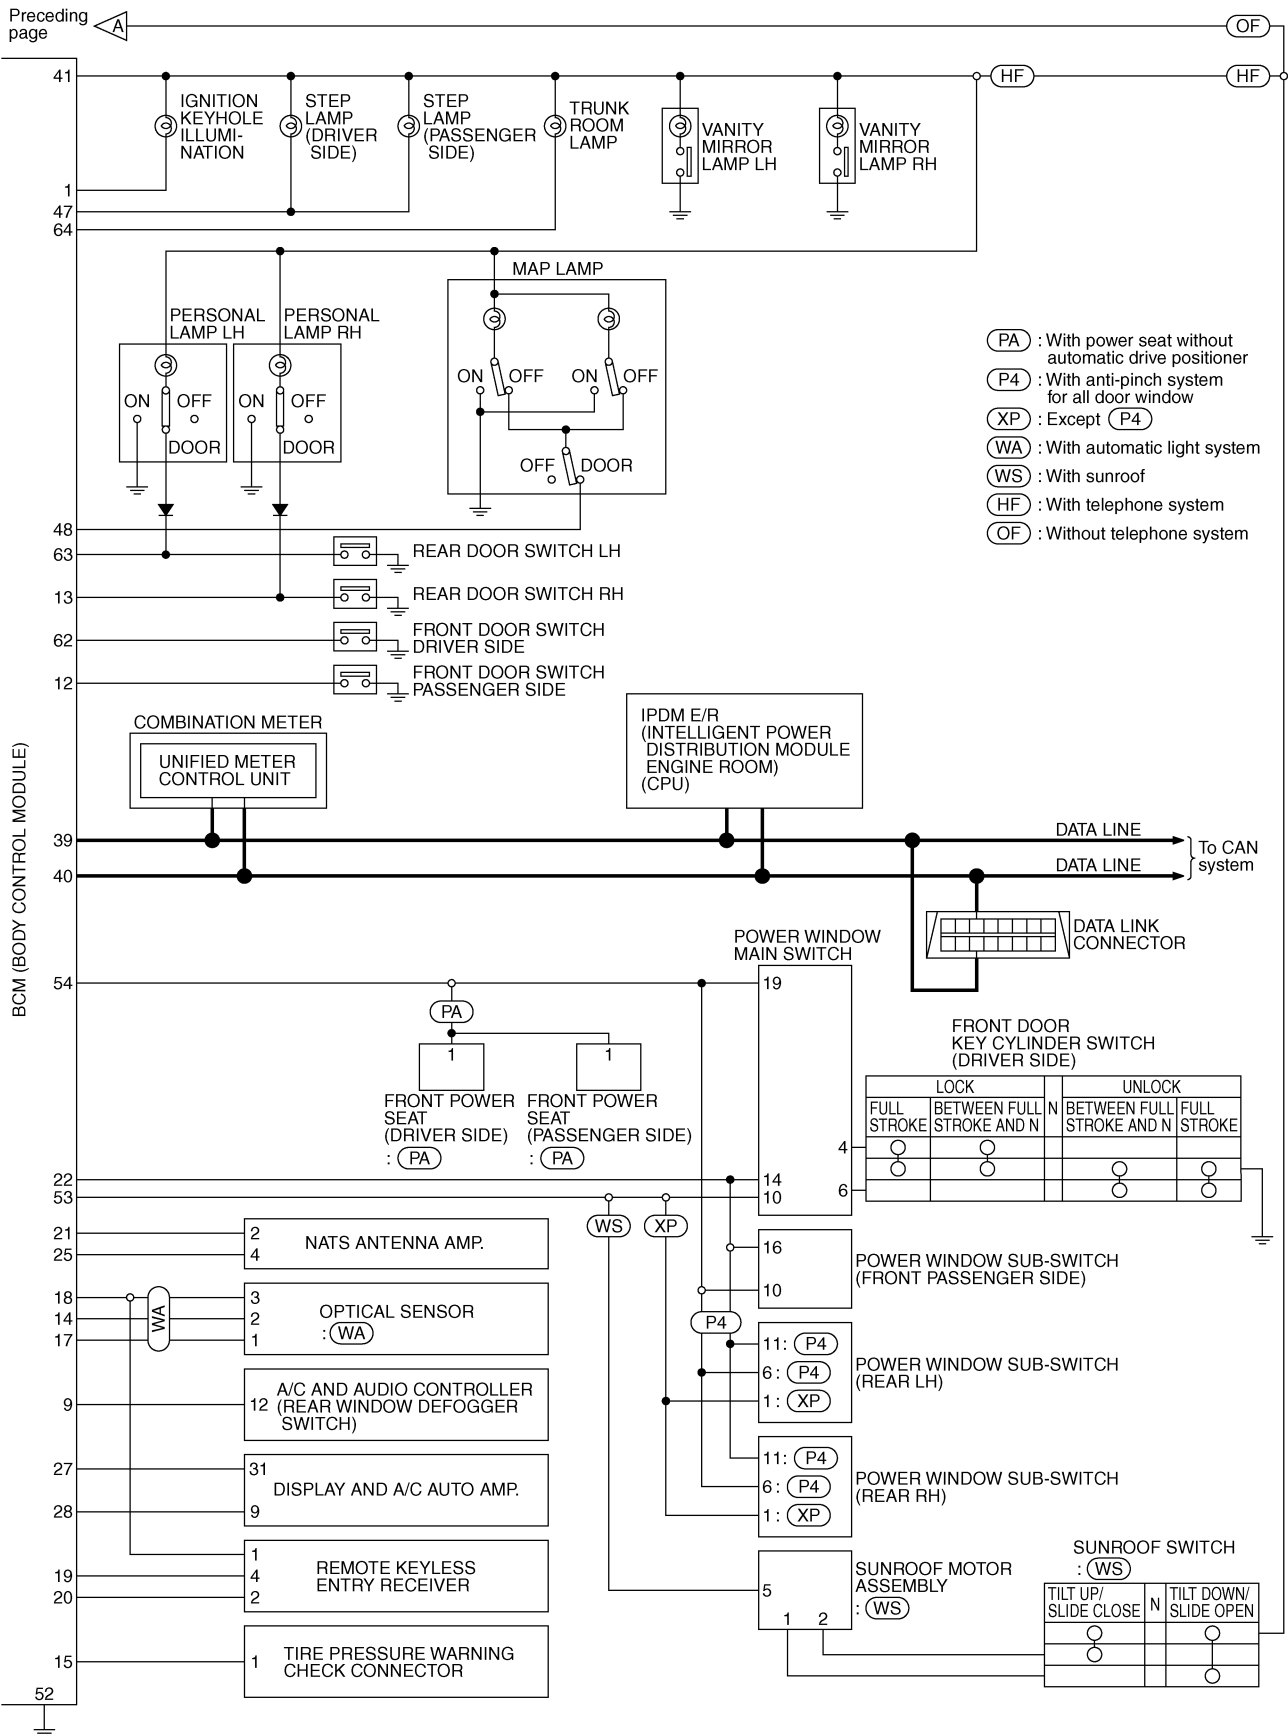 Preceding
page
A
OF
41
HF
HF
IGNITION
KEYHOLE
ILLUMI-
NATION
STEP
LAMP
(DRIVER
SIDE)
STEP
LAMP
(PASSENGER
SIDE)
TRUNK
ROOM
LAMP
VANITY
MIRROR
LAMP LH
VANITY
MIRROR
LAMP RH
1
47
64
MAP LAMP
PERSONAL
LAMP LH
PERSONAL
LAMP RH
ON
OFF
DOOR
ON
OFF
DOOR
ON
OFF
ON
OFF
OFF
DOOR
PA : With power seat without
automatic drive positioner
P4 : With anti-pinch system
for all door window
XP : Except P4
WA : With automatic light system
WS : With sunroof
HF : With telephone system
OF : Without telephone system
48
63
REAR DOOR SWITCH LH
13
REAR DOOR SWITCH RH
62
FRONT DOOR SWITCH
DRIVER SIDE
12
FRONT DOOR SWITCH
PASSENGER SIDE
BCM (BODY CONTROL MODULE)
COMBINATION METER
UNIFIED METER
CONTROL UNIT
IPDM E/R
(INTELLIGENT POWER
DISTRIBUTION MODULE
ENGINE ROOM)
(CPU)
39
DATA LINE
40
DATA LINE
To CAN
system
DATA LINK
CONNECTOR
POWER WINDOW
MAIN SWITCH
54
19
PA
1
1
FRONT POWER
SEAT
(DRIVER SIDE)
: PA
FRONT POWER
SEAT
(PASSENGER SIDE)
: PA
FRONT DOOR
KEY CYLINDER SWITCH
(DRIVER SIDE)
LOCK
N
UNLOCK
FULL
STROKE
BETWEEN FULL
STROKE AND N
BETWEEN FULL
STROKE AND N
FULL
STROKE
4
6
22
14
53
10
WS
XP
21
2
25
4
NATS ANTENNA AMP.
16
10
POWER WINDOW SUB-SWITCH
(FRONT PASSENGER SIDE)
18
3
14
2
17
1
WA
OPTICAL SENSOR
: WA
P4
11: P4
6: P4
1: XP
POWER WINDOW SUB-SWITCH
(REAR LH)
9
12
A/C AND AUDIO CONTROLLER
(REAR WINDOW DEFOGGER
SWITCH)
11: P4
6: P4
1: XP
POWER WINDOW SUB-SWITCH
(REAR RH)
27
31
28
9
DISPLAY AND A/C AUTO AMP.
1
19
4
20
2
REMOTE KEYLESS
ENTRY RECEIVER
5
1
2
SUNROOF MOTOR
ASSEMBLY
: WS
SUNROOF SWITCH
: WS
TILT UP/
SLIDE CLOSE
N
TILT DOWN/
SLIDE OPEN
15
1
TIRE PRESSURE WARNING
CHECK CONNECTOR
52